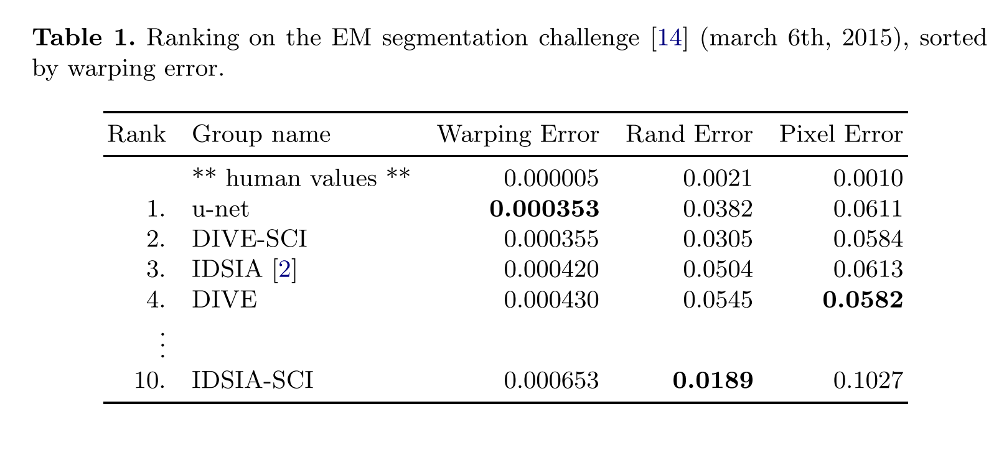 Table 1. Ranking on the EM segmentation challenge [14] (march 6th, 2015), sorted
by warping error.
Rank Group name Warping Error Rand Error Pixel Error
** human values ** 0.000005 0.0021 0.0010
1. u-net 0.000353 0.0382 0.0611
2. DIVE-SCI 0.000355 0.0305 0.0584
3. IDSIA [2] 0.000420 0.0504 0.0613
4. DIVE 0.000430 0.0545 0.0582
⋮
10. IDSIA-SCI 0.000653 0.0189 0.1027